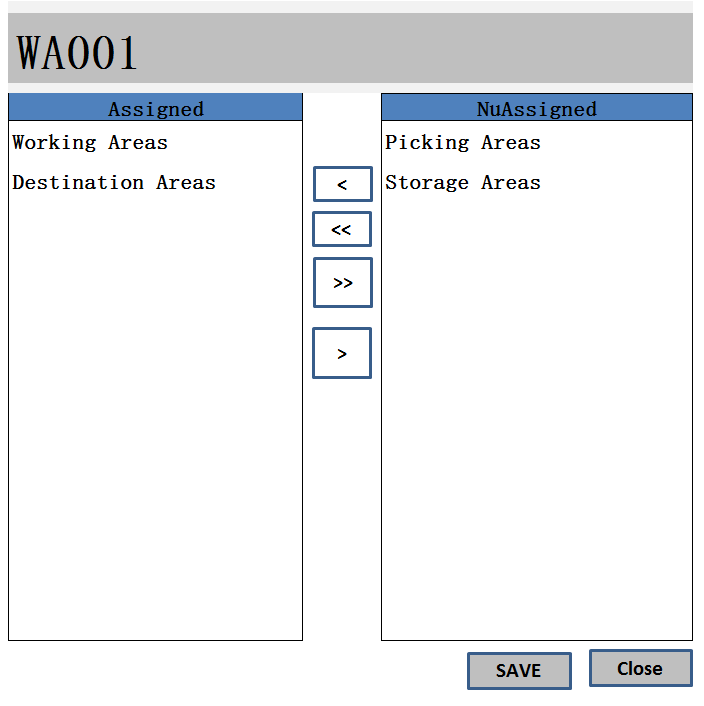 WA001
Assigned
NuAssigned
Working Areas
Picking Areas
Destination Areas
Storage Areas
<
<<
>>
>
SAVE
Close